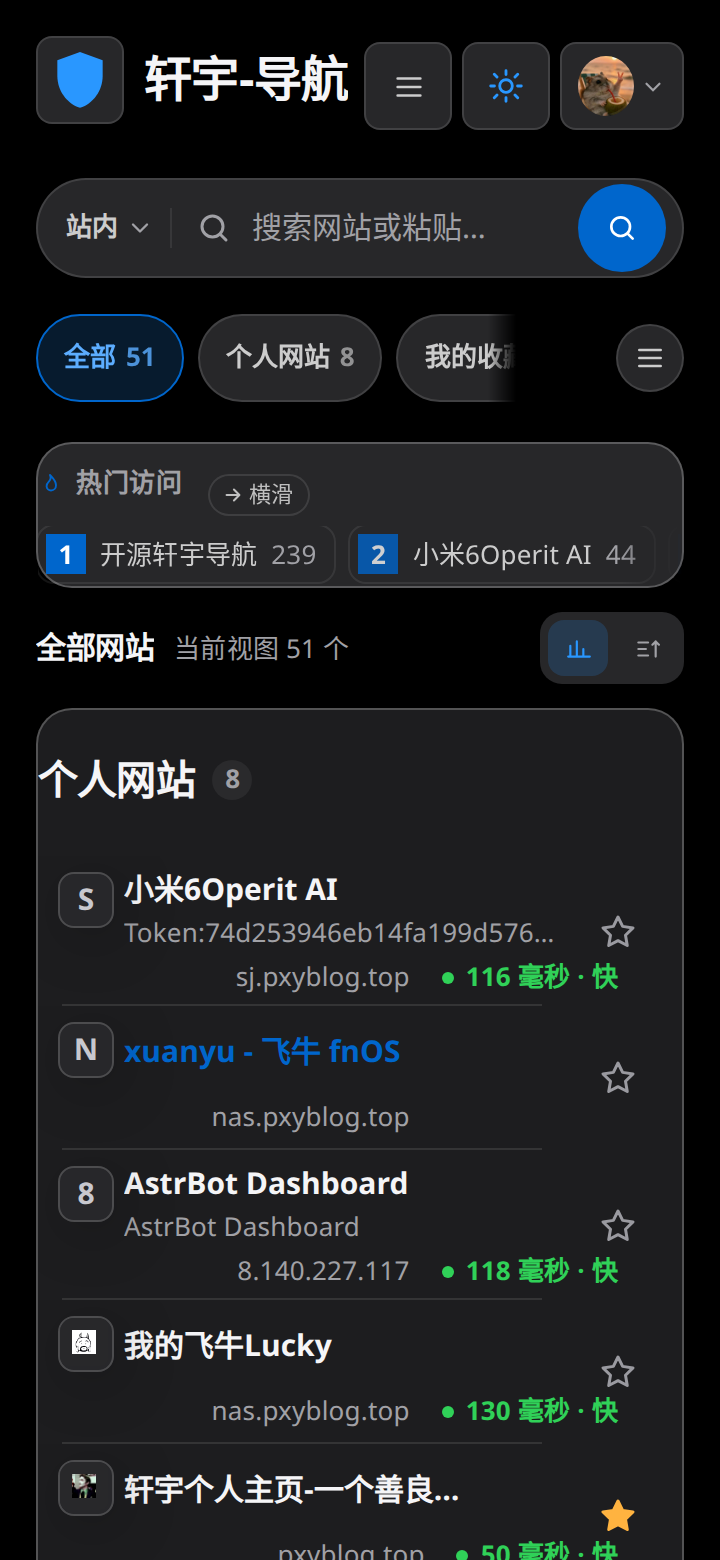 轩宇-导航
站内 搜索网站或粘贴...
全部 51 个人网站 8 我的收
热门访问 → 横滑
1 开源轩宇导航 239 2 小米6Operit AI 44
全部网站 当前视图 51 个
个人网站 8
S 小米6Operit AI
Token:74d253946eb14fa199d576...
sj.pxyblog.top 116 毫秒 · 快
N xuanyu - 飞牛 fnOS
nas.pxyblog.top
8 AstrBot Dashboard
AstrBot Dashboard
8.140.227.117 118 毫秒 · 快
我的飞牛Lucky
nas.pxyblog.top 130 毫秒 · 快
轩宇个人主页-一个善良...
pxyblog.top 50 毫秒 · 快